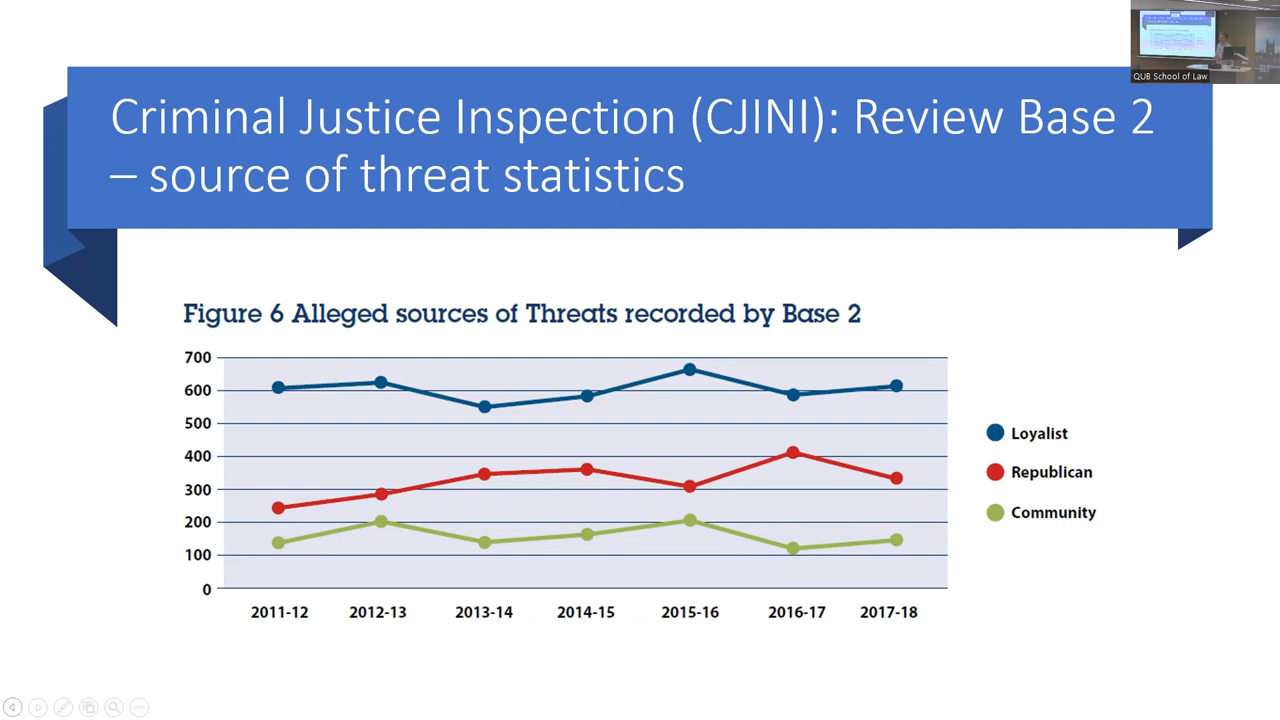 QUB School of Law
Criminal Justice Inspection (CJINI): Review Base 2
– source of threat statistics
Figure 6 Alleged sources of Threats recorded by Base 2
700
600
500
400
300
200
100
0
2011-12 2012-13 2013-14 2014-15 2015-16 2016-17 2017-18
Loyalist
Republican
Community